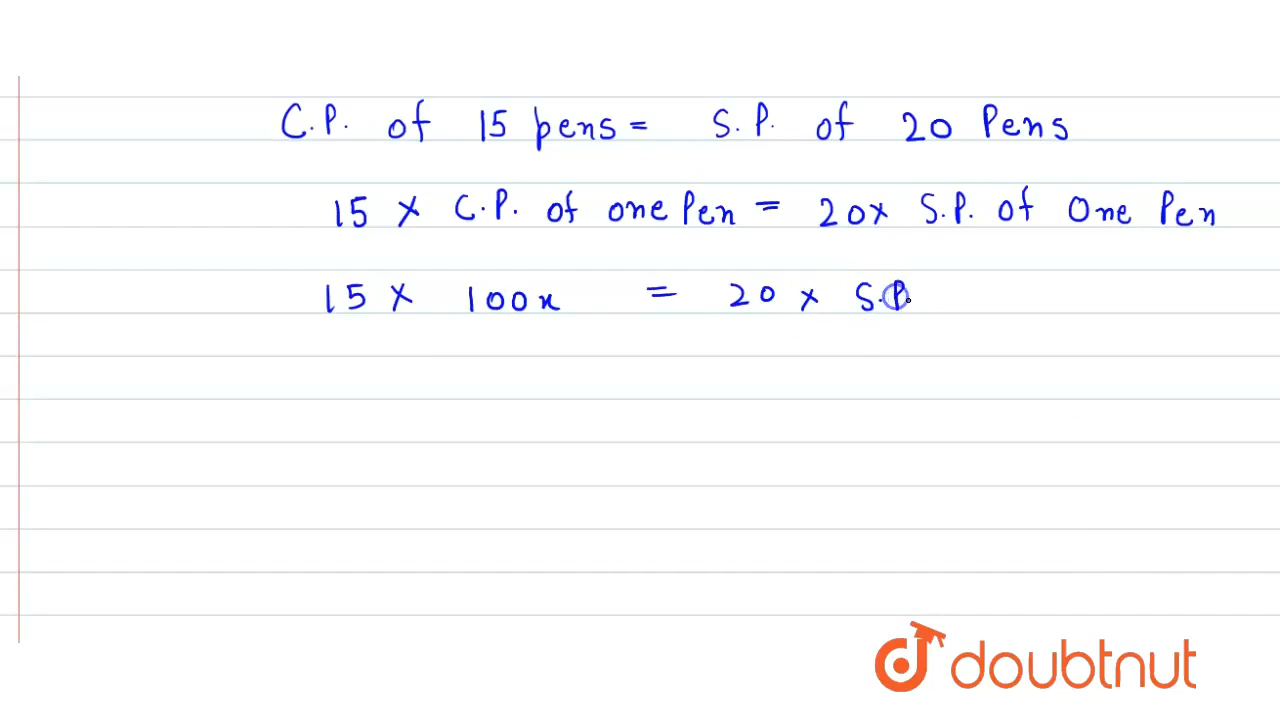 C.P. of 15 pens = S.P. of 20 Pens
15 × C.P. of one Pen = 20× S.P. of One Pen
15 × 100x = 20 × S.P.
doubtnut